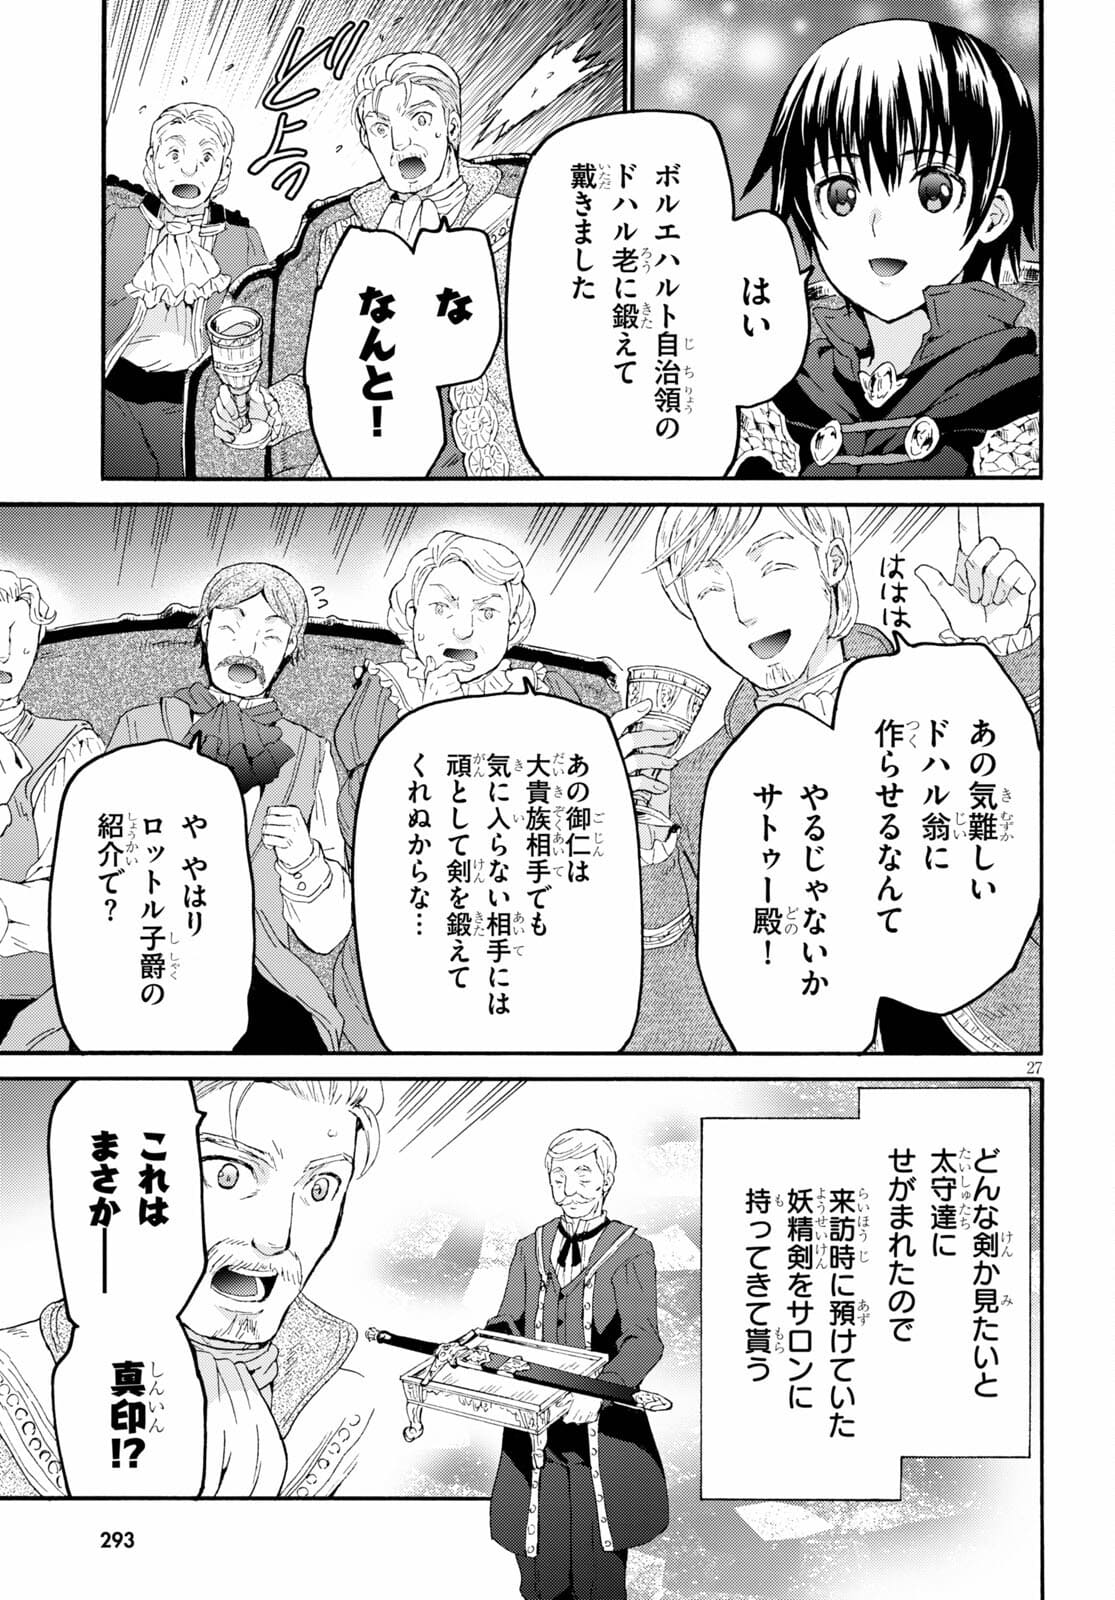 はい
ボルエハルト自治領の
ドハル老に鍛えて
戴きました
な
なんと！
どよどよ
ははは
あの気難しい
ドハル翁に
作らせるなんて
やるじゃないか
サトゥー殿！
あの御仁は
大貴族相手でも
気に入らない相手には
頑として剣を鍛えて
くれぬからな…
や やはり
ロットル子爵の
紹介で？
27
どんな剣か見たいと
太守達に
せがまれたので
来訪時に預けていた
妖精剣をサロンに
持ってきて貰う
これは
まさか――
真印!?
293